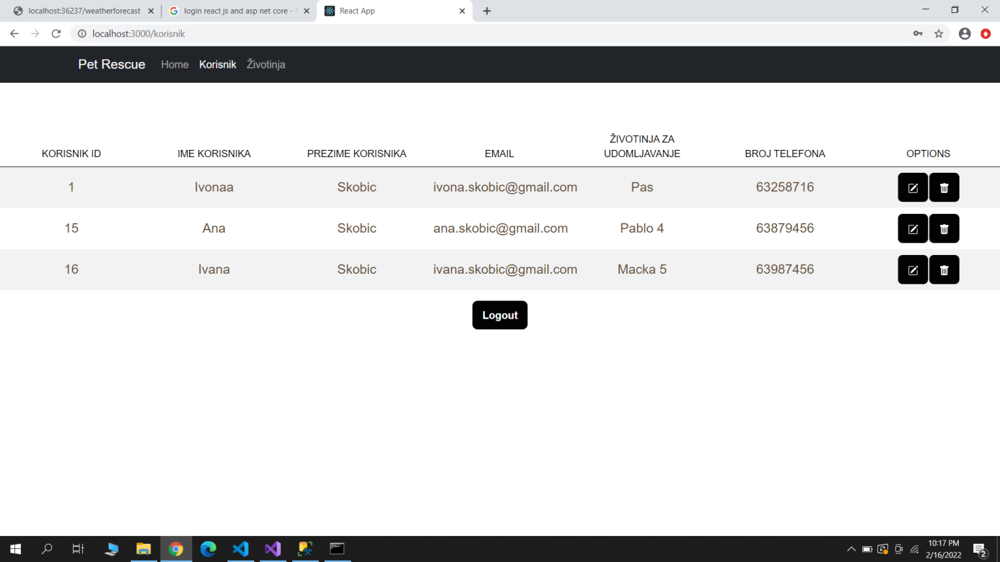 localhost:36237/weatherforecast
login react js and asp net core -
React App
localhost:3000/korisnik
Pet Rescue Home Korisnik Životinja
KORISNIK ID IME KORISNIKA PREZIME KORISNIKA EMAIL ŽIVOTINJA ZA UDOMLJAVANJE BROJ TELEFONA OPTIONS
1 Ivonaa Skobic ivona.skobic@gmail.com Pas 63258716
15 Ana Skobic ana.skobic@gmail.com Pablo 4 63879456
16 Ivana Skobic ivana.skobic@gmail.com Macka 5 63987456
Logout
10:17 PM
2/16/2022
2